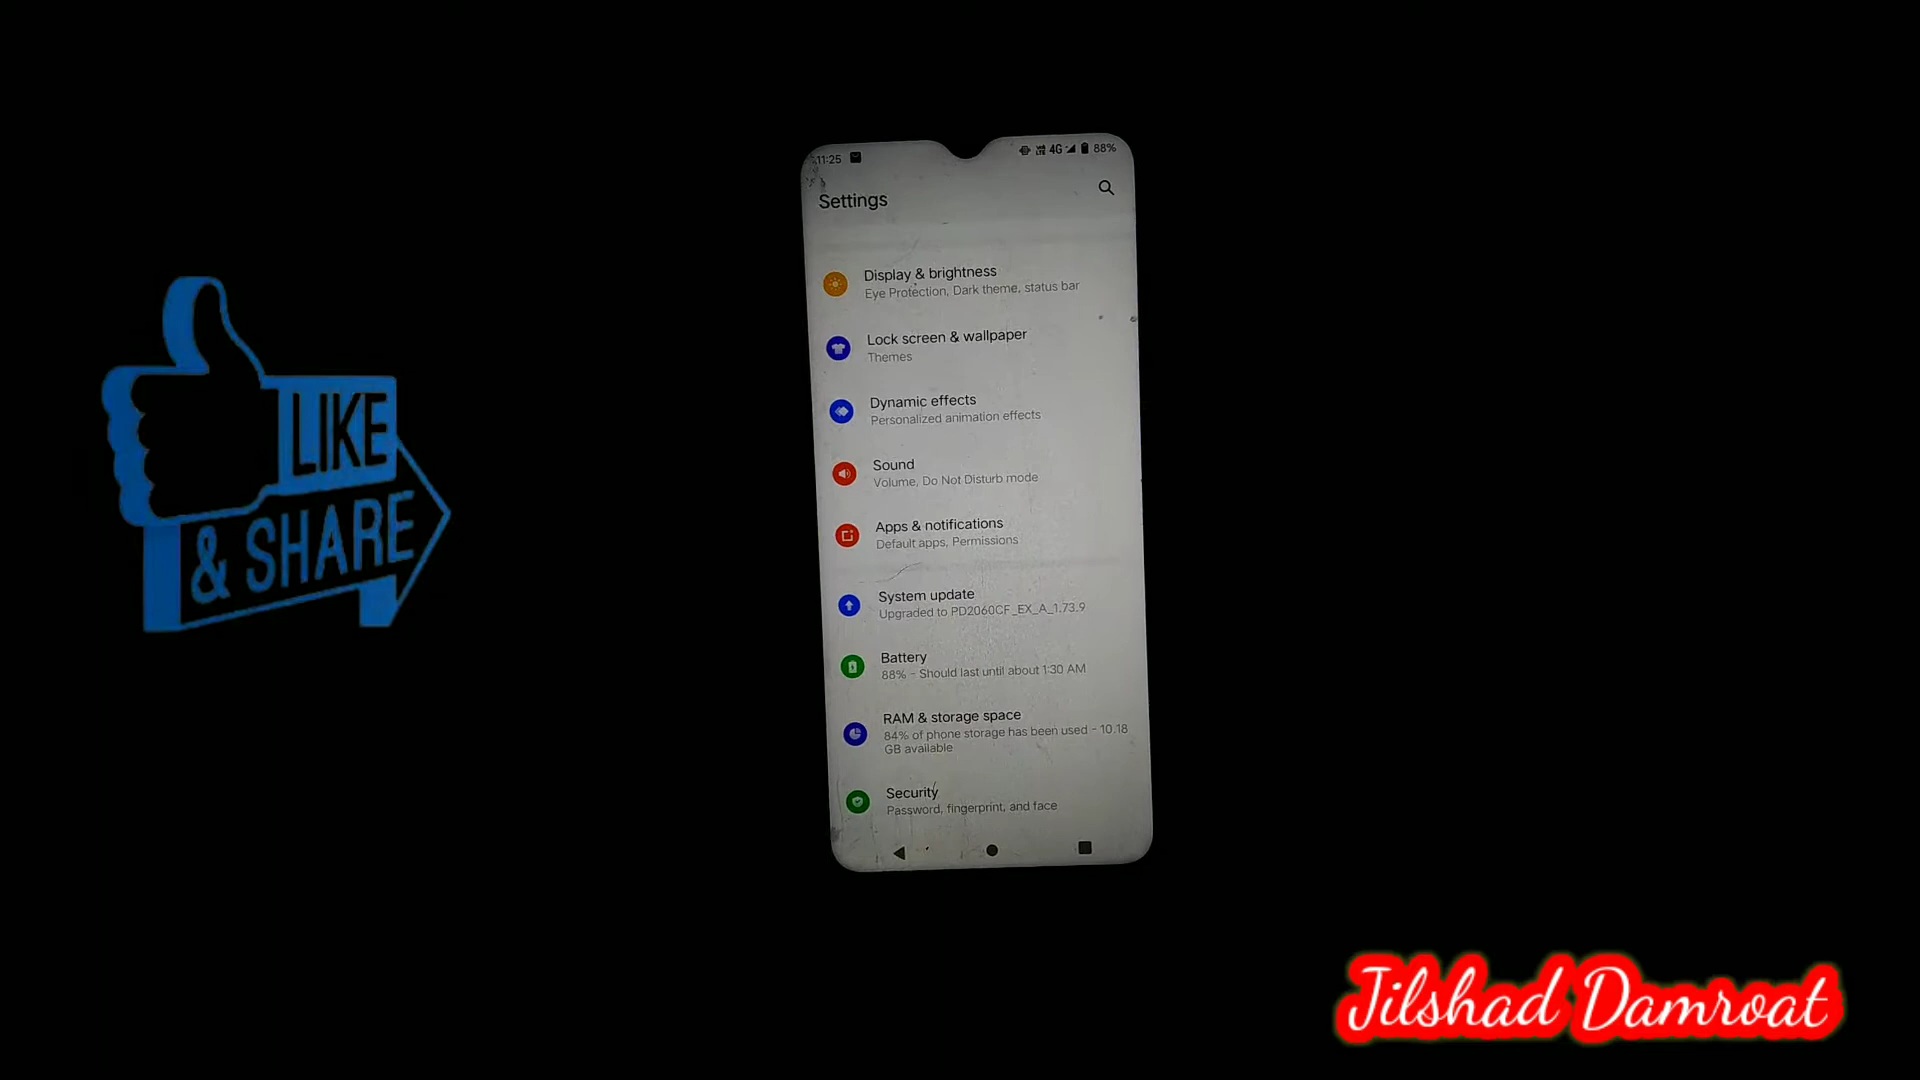 11:25
4G 88%
Settings
Display & brightness
Eye Protection, Dark theme, status bar
Lock screen & wallpaper
Themes
Dynamic effects
Personalized animation effects
Sound
Volume, Do Not Disturb mode
Apps & notifications
Default apps, Permissions
System update
Upgraded to PD2060CF_EX_A_1.73.9
Battery
88% - Should last until about 1:30 AM
RAM & storage space
84% of phone storage has been used - 10.18
GB available
Security
Password, fingerprint, and face
LIKE
& SHARE
Jilshad Damroat